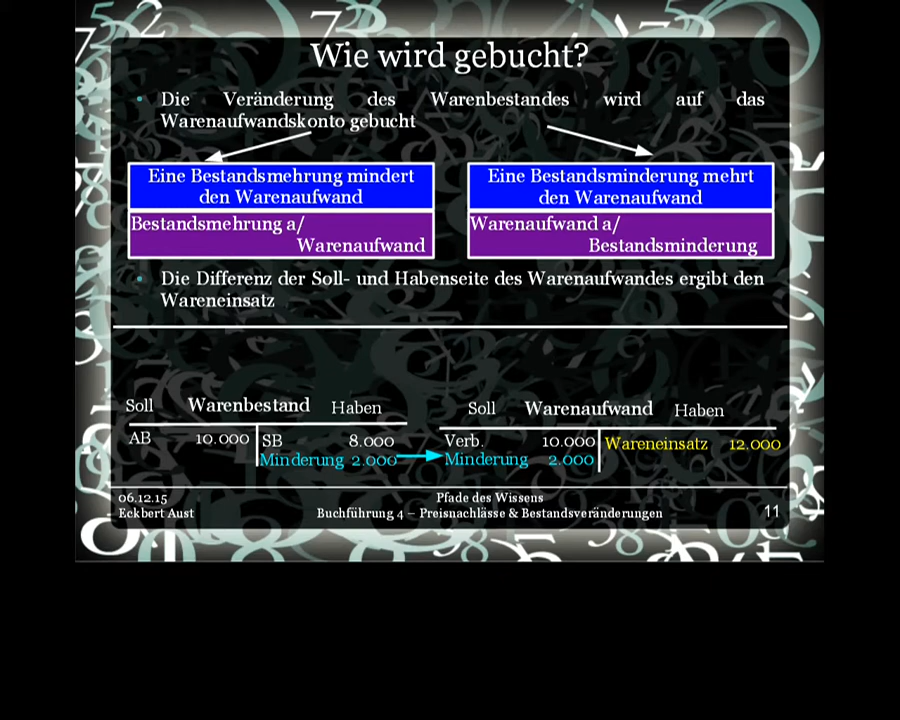 Wie wird gebucht?
• Die Veränderung des Warenbestandes wird auf das
Warenaufwandskonto gebucht
Eine Bestandsmehrung mindert
den Warenaufwand
Bestandsmehrung a/
Warenaufwand
Eine Bestandsminderung mehrt
den Warenaufwand
Warenaufwand a/
Bestandsminderung
• Die Differenz der Soll- und Habenseite des Warenaufwandes ergibt den
Wareneinsatz
Soll Warenbestand Haben
AB 10.000 SB 8.000
Minderung 2.000
Soll Warenaufwand Haben
Verb. 10.000 Wareneinsatz 12.000
Minderung 2.000
06.12.15
Eckbert Aust
Pfade des Wissens
Buchführung 4 – Preisnachlässe & Bestandsveränderungen
11